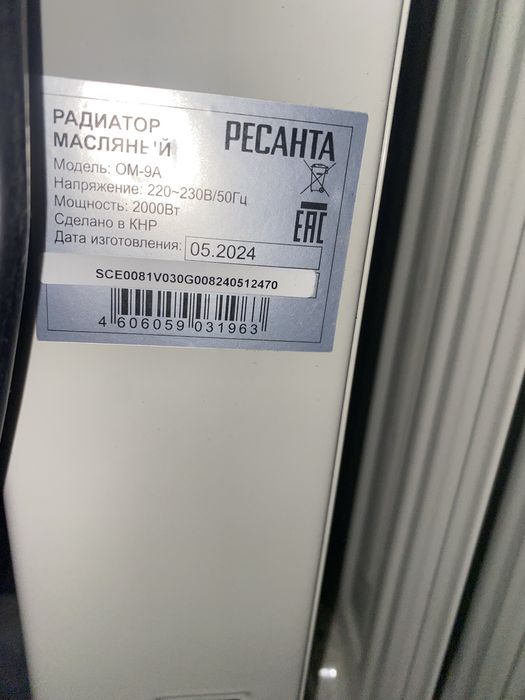 РАДИАТОР
МАСЛЯНЫЙ
РЕСАНТА
Модель: ОМ-9А
Напряжение: 220~230В/50Гц
Мощность: 2000Вт
Сделано в КНР
Дата изготовления: 05.2024
EAC
SCE0081V030G008240512470
4 606059 031963